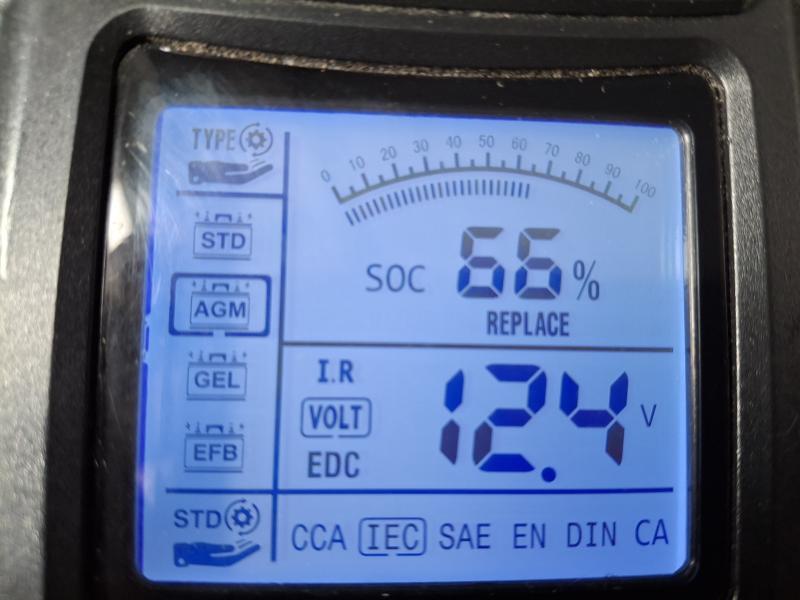 TYPE
0 10 20 30 40 50 60 70 80 90 100
STD
SOC 66%
AGM
REPLACE
GEL
I.R
VOLT
12.4 V
EFB
EDC
STD
CCA IEC SAE EN DIN CA